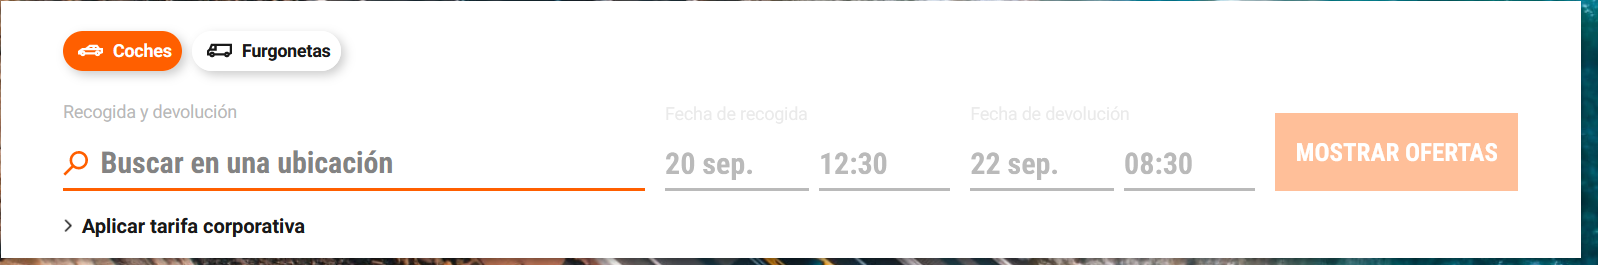 Coches Furgonetas
Recogida y devolución Fecha de recogida Fecha de devolución
Buscar en una ubicación 20 sep. 12:30 22 sep. 08:30 MOSTRAR OFERTAS
Aplicar tarifa corporativa